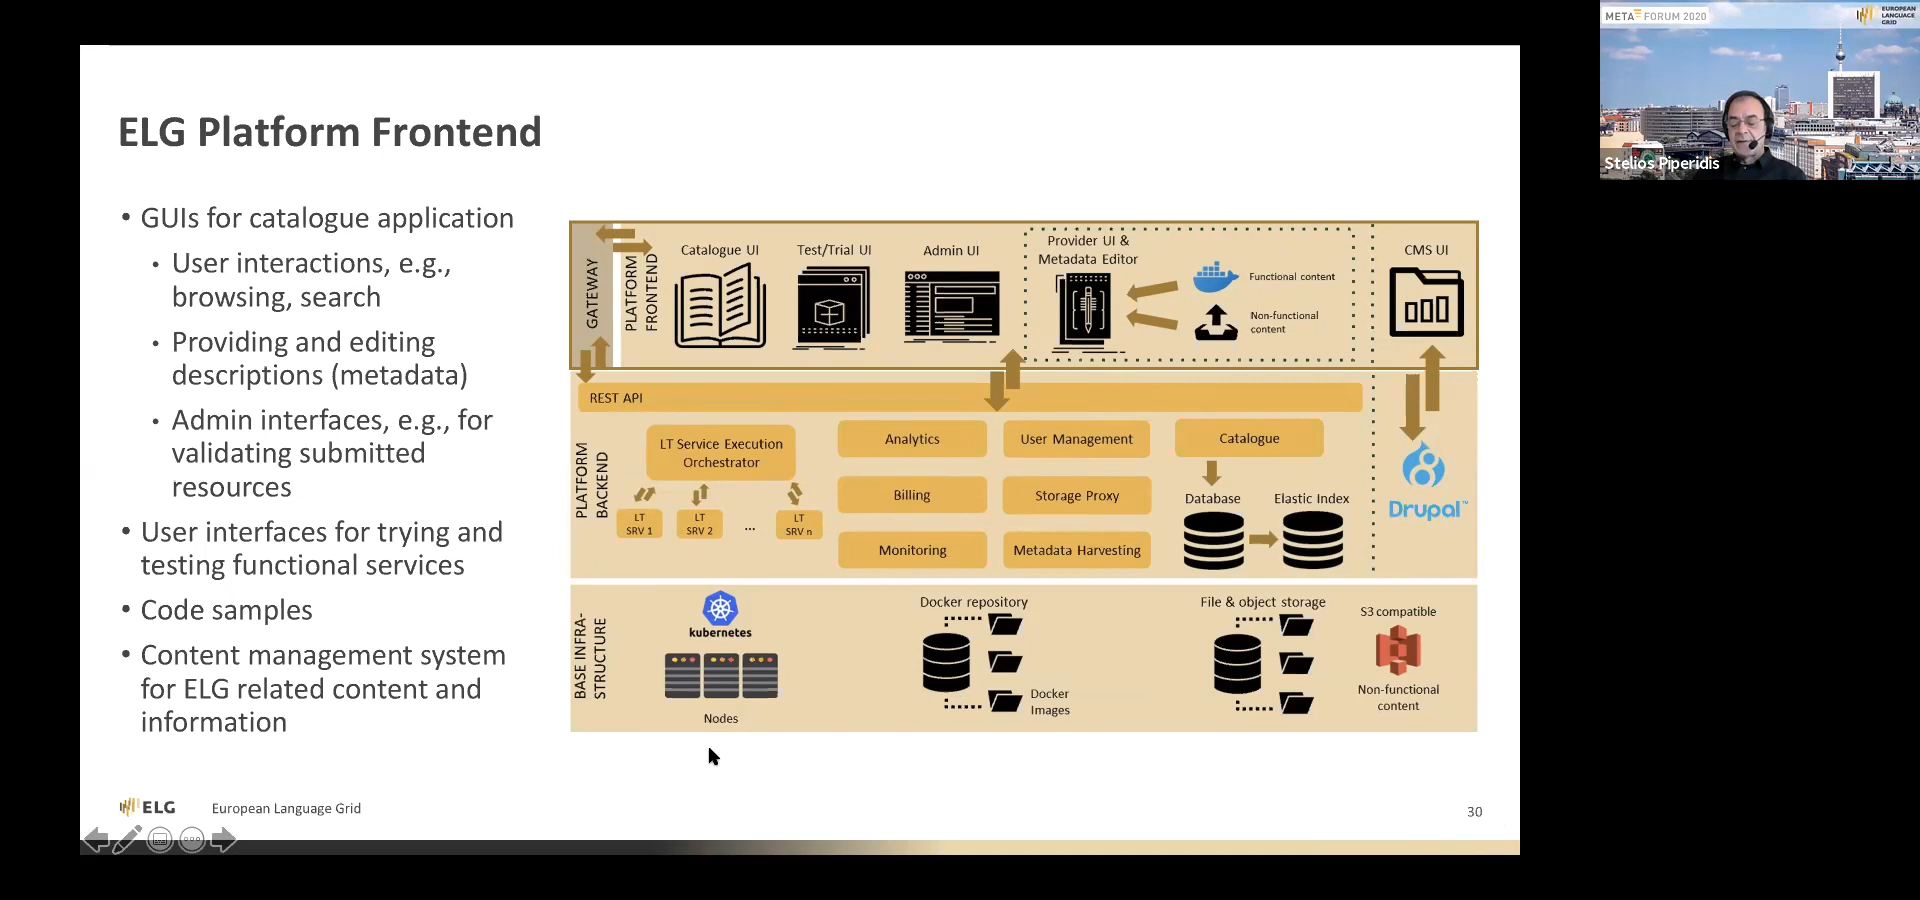 META FORUM 2020
EUROPEAN
LANGUAGE
GRID
Stelios Piperidis
ELG Platform Frontend
• GUIs for catalogue application
• User interactions, e.g.,
browsing, search
• Providing and editing
descriptions (metadata)
• Admin interfaces, e.g., for
validating submitted
resources
• User interfaces for trying and
testing functional services
• Code samples
• Content management system
for ELG related content and
information
GATEWAY
PLATFORM
FRONTEND
Catalogue UI
Test/Trial UI
Admin UI
Provider UI &
Metadata Editor
Functional content
Non-functional
content
CMS UI
REST API
PLATFORM
BACKEND
LT Service Execution
Orchestrator
LT
SRV 1
LT
SRV 2
...
LT
SRV n
Analytics
User Management
Catalogue
Billing
Storage Proxy
Monitoring
Metadata Harvesting
Database
Elastic Index
Drupal™
BASE INFRA-
STRUCTURE
kubernetes
Nodes
Docker repository
Docker
Images
File & object storage
S3 compatible
Non-functional
content
ELG
European Language Grid
30